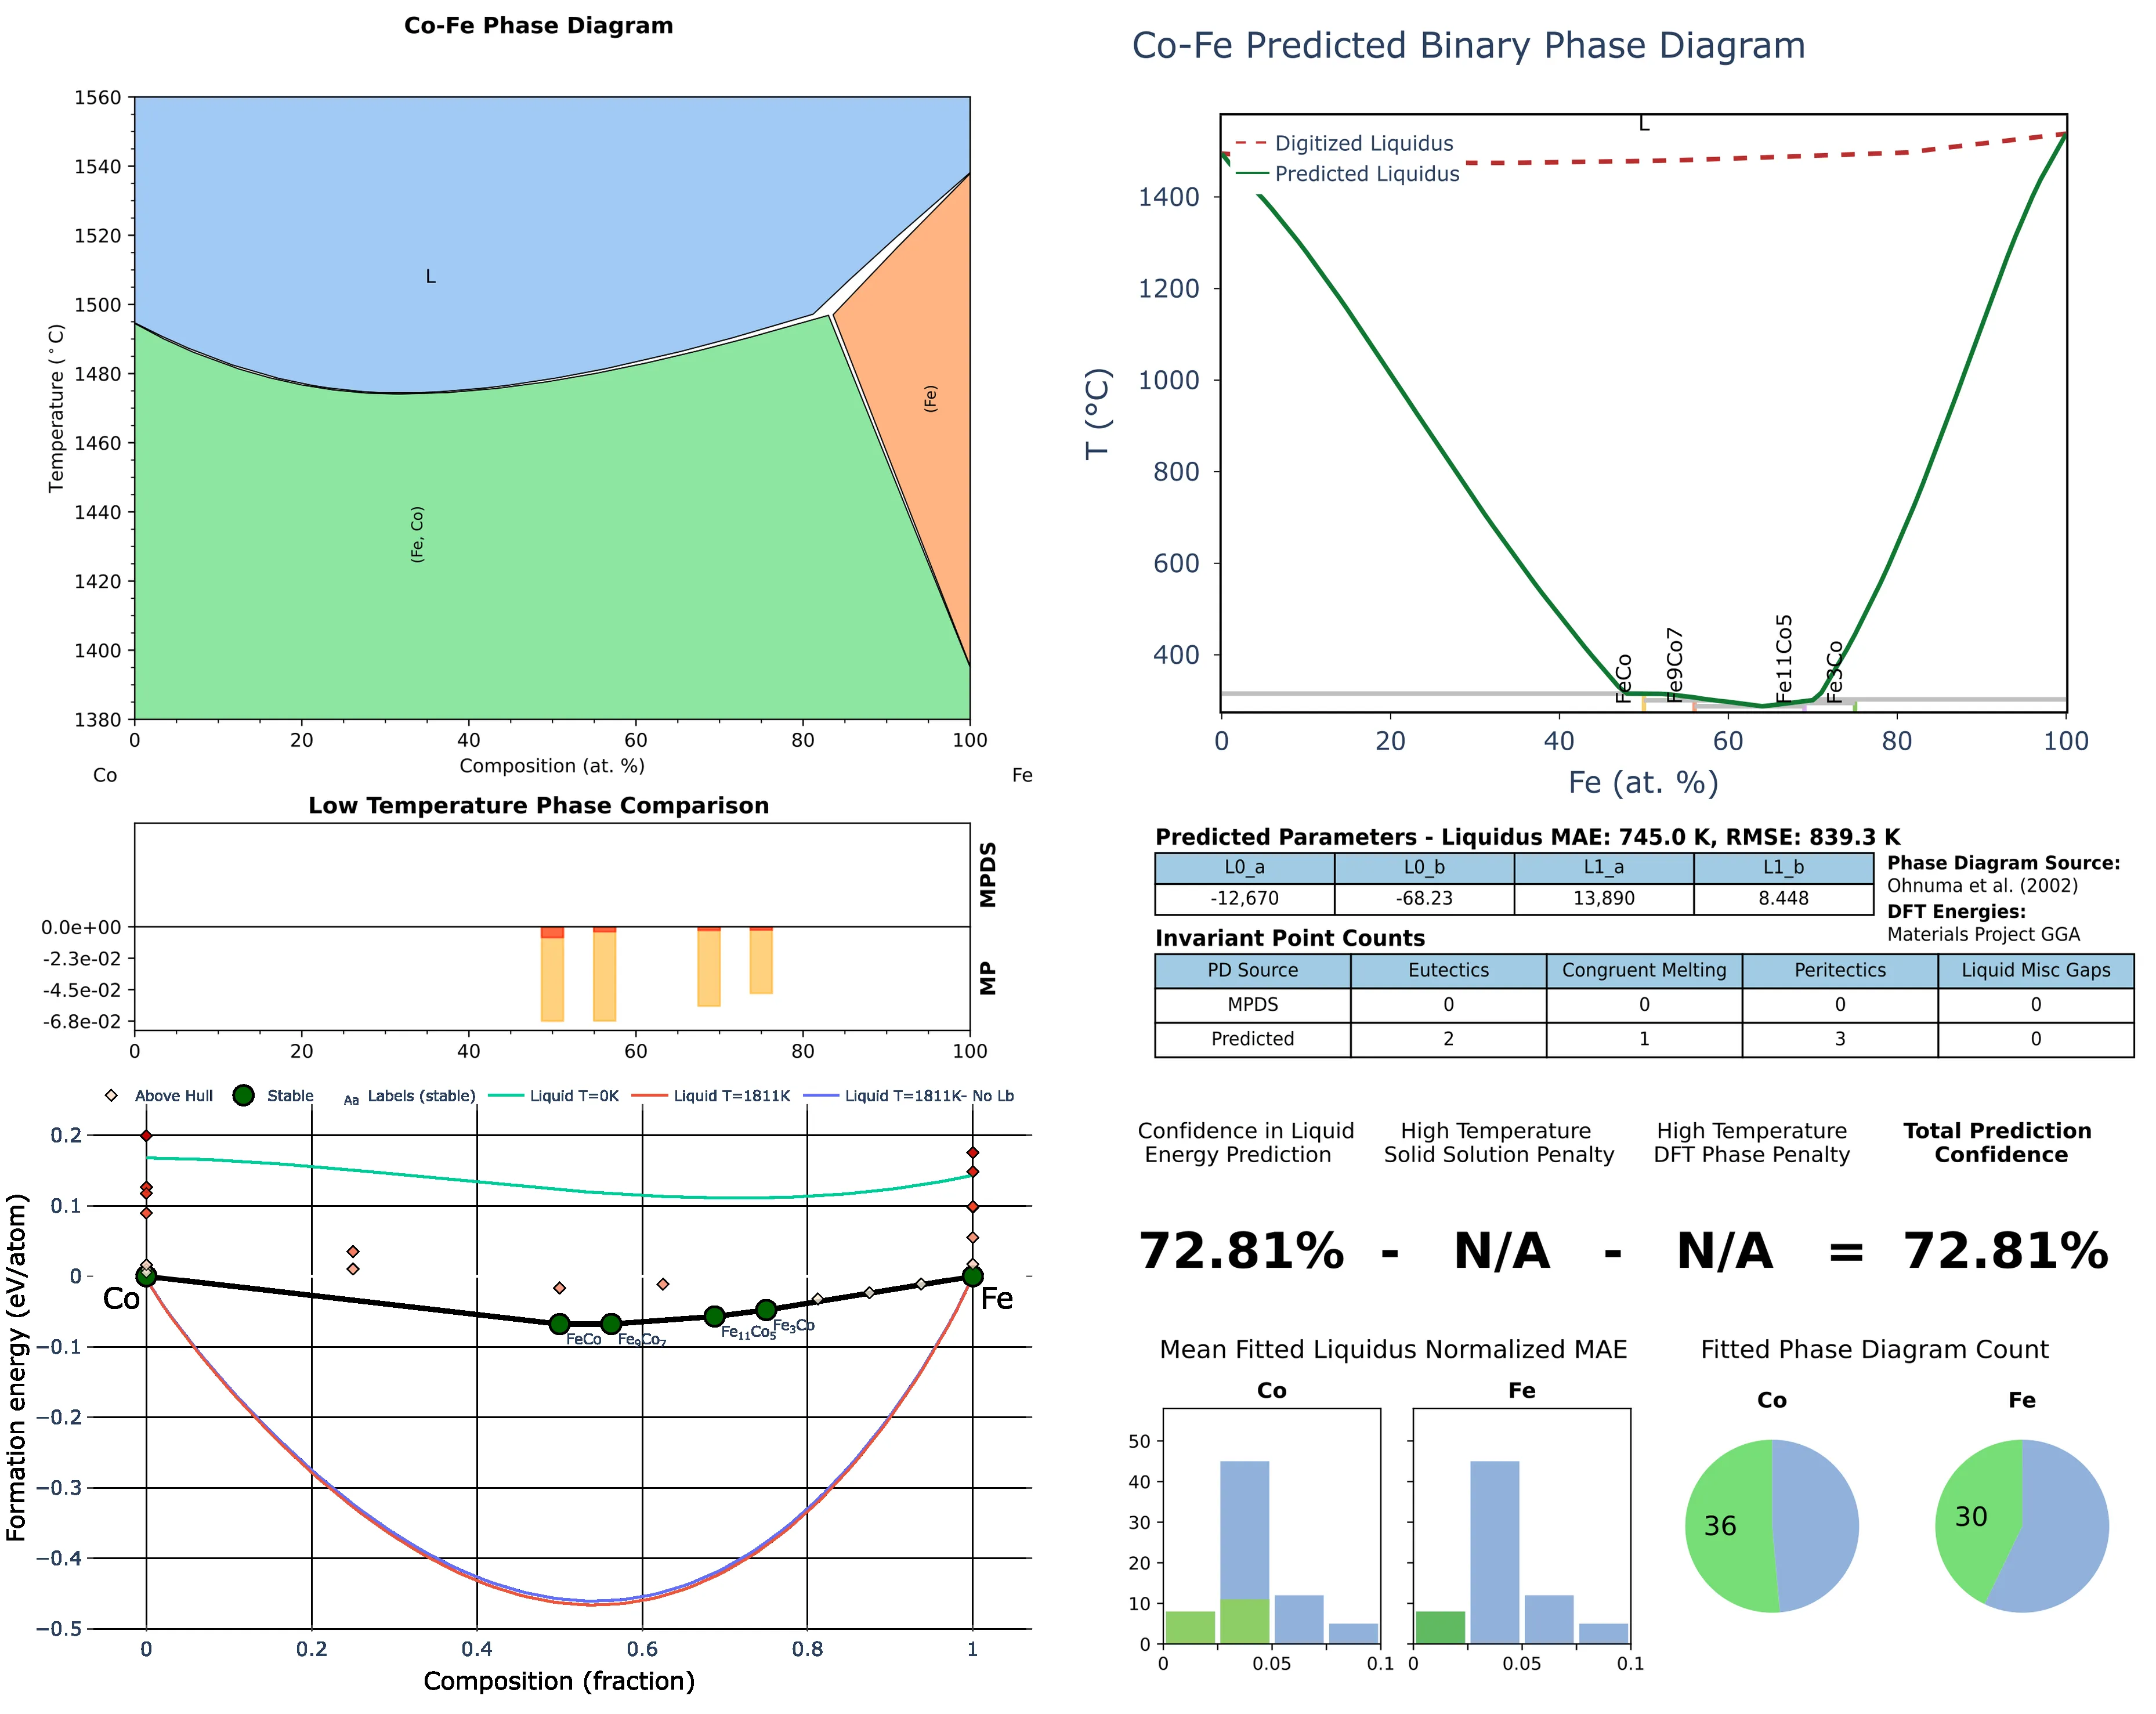 Co-Fe Phase Diagram
1560
1540
1520
1500
1480
1460
1440
1420
1400
1380
Temperature (°C)
L
(Fe)
(Fe, Co)
0 20 40 60 80 100
Composition (at. %)
Co Fe
Co-Fe Predicted Binary Phase Diagram
L
Digitized Liquidus
Predicted Liquidus
1400
1200
1000
800
600
400
T (°C)
FeCo
Fe9Co7
Fe11Co5
Fe3Co
0 20 40 60 80 100
Fe (at. %)
Low Temperature Phase Comparison
MPDS
MP
0.0e+00
-2.3e-02
-4.5e-02
-6.8e-02
0 20 40 60 80 100
Predicted Parameters - Liquidus MAE: 745.0 K, RMSE: 839.3 K
L0_a L0_b L1_a L1_b
-12,670 -68.23 13,890 8.448
Phase Diagram Source:
Ohnuma et al. (2002)
DFT Energies:
Materials Project GGA
Invariant Point Counts
PD Source Eutectics Congruent Melting Peritectics Liquid Misc Gaps
MPDS 0 0 0 0
Predicted 2 1 3 0
Above Hull Stable Aa Labels (stable) Liquid T=0K Liquid T=1811K Liquid T=1811K- No Lb
0.2
0.1
0
−0.1
−0.2
−0.3
−0.4
−0.5
Formation energy (eV/atom)
Co
Fe
FeCo
Fe₉Co₇
Fe₁₁Co₅
Fe₃Co
0 0.2 0.4 0.6 0.8 1
Composition (fraction)
Confidence in Liquid
Energy Prediction
High Temperature
Solid Solution Penalty
High Temperature
DFT Phase Penalty
Total Prediction
Confidence
72.81% - N/A - N/A = 72.81%
Mean Fitted Liquidus Normalized MAE
Co
Fe
50
40
30
20
10
0
0 0.05 0.1
0 0.05 0.1
Fitted Phase Diagram Count
Co
Fe
36
30